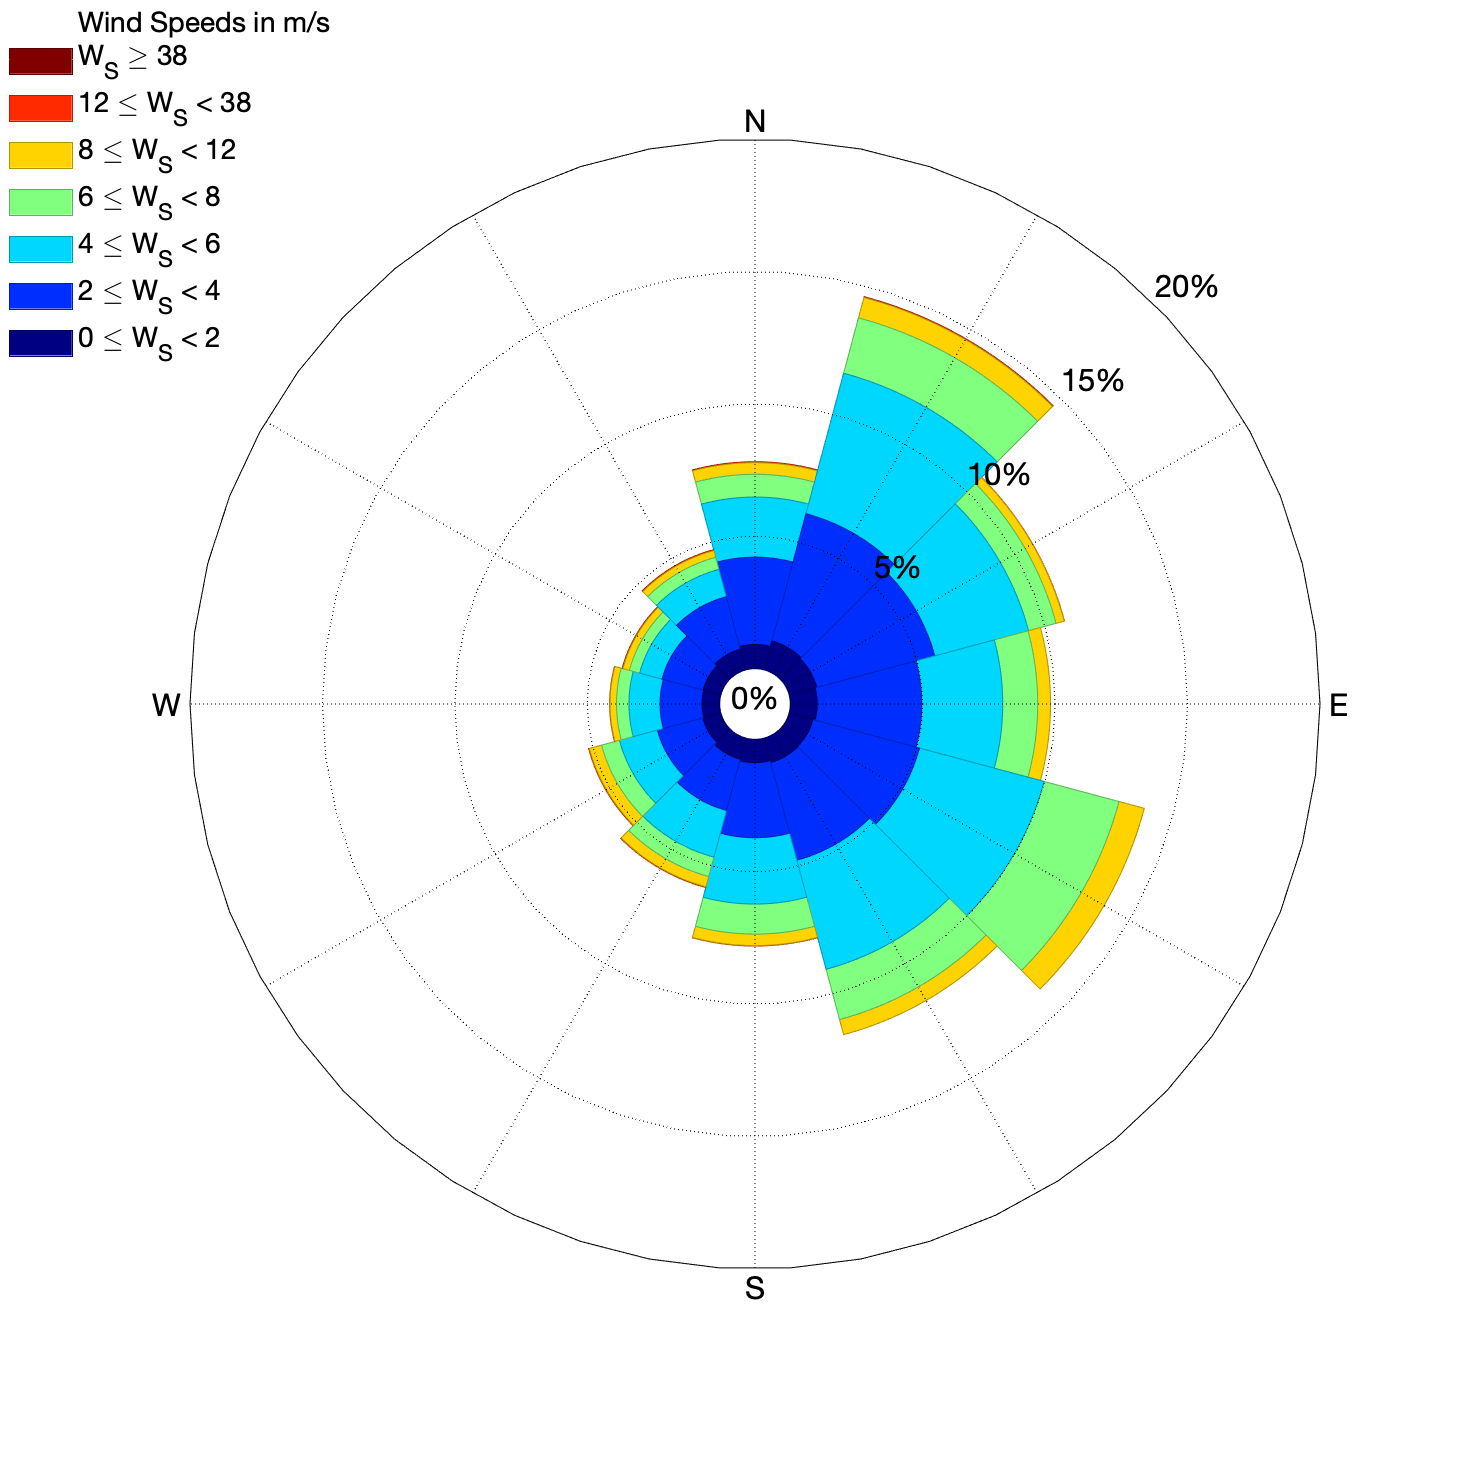 Wind Speeds in m/s
W_S ≥ 38
12 ≤ W_S < 38
8 ≤ W_S < 12
6 ≤ W_S < 8
4 ≤ W_S < 6
2 ≤ W_S < 4
0 ≤ W_S < 2
N
20%
15%
10%
5%
0%
W
E
S